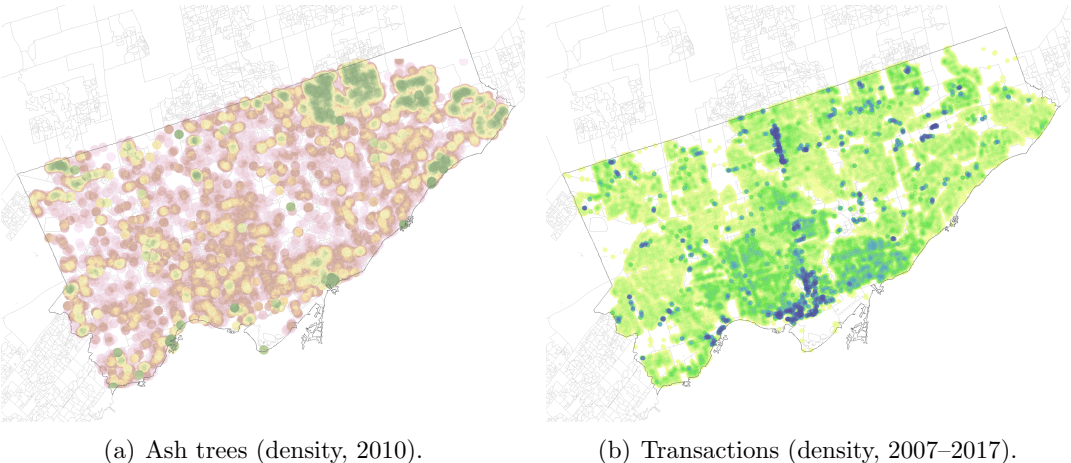 (a) Ash trees (density, 2010).
(b) Transactions (density, 2007–2017).